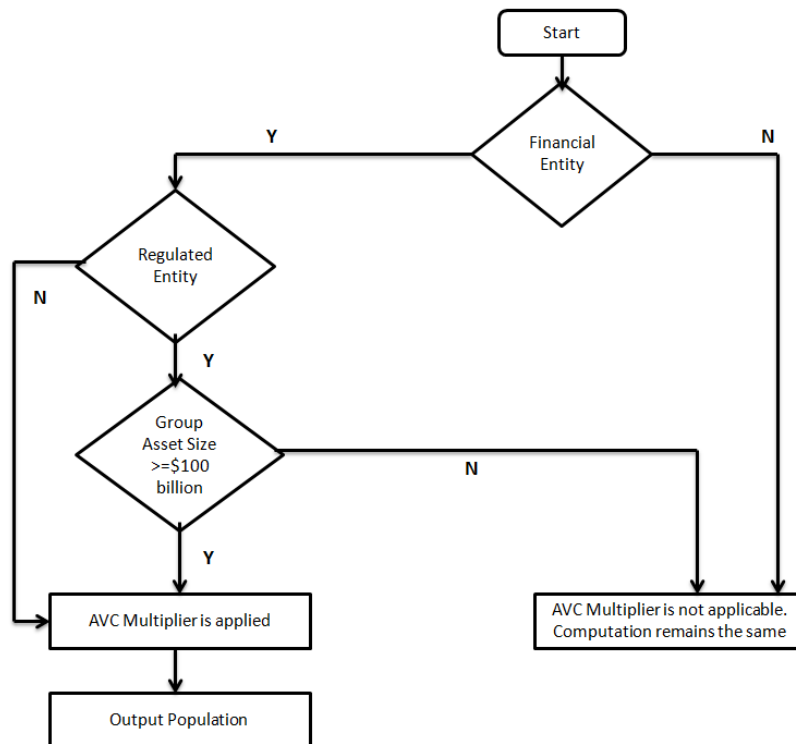 Start
Financial
Entity
Y
N
Regulated
Entity
N
Y
Group
Asset Size
>=$100
billion
N
Y
AVC Multiplier is applied
AVC Multiplier is not applicable.
Computation remains the same
Output Population